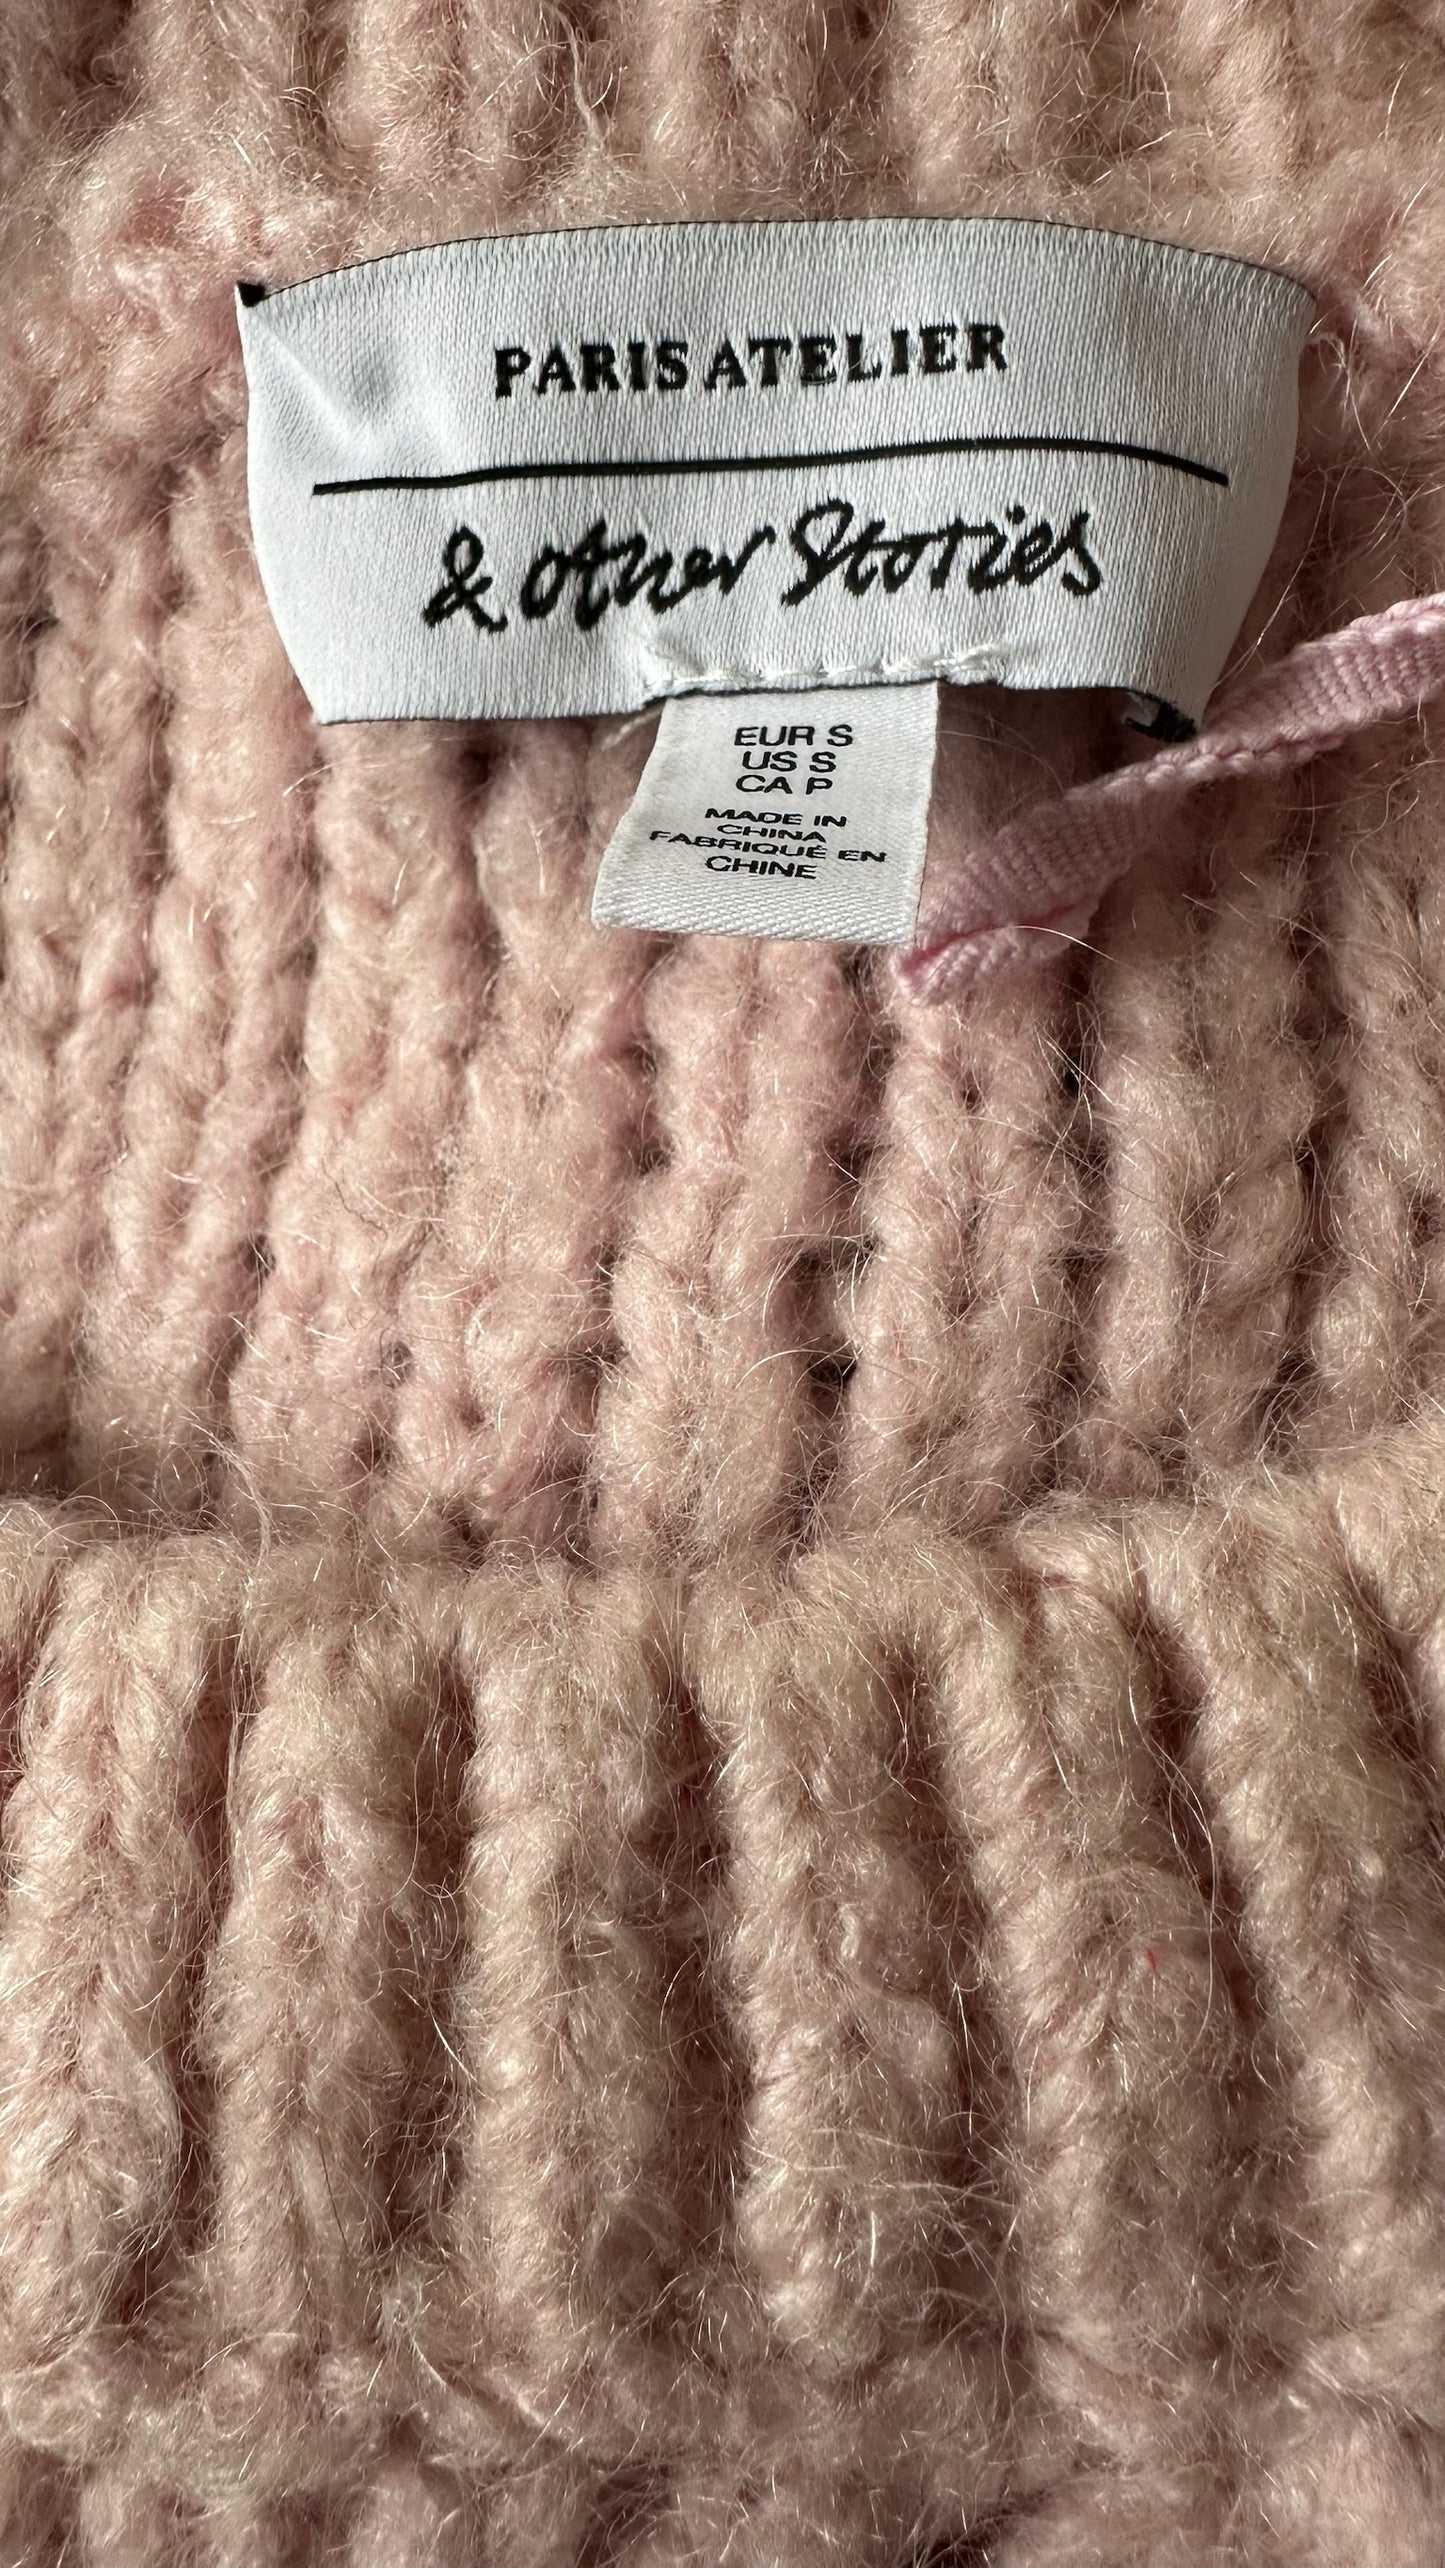 PARIS ATELIER
& other Stories
EUR S
US S
CA P
MADE IN
CHINA
FABRIQUÉ EN
CHINE